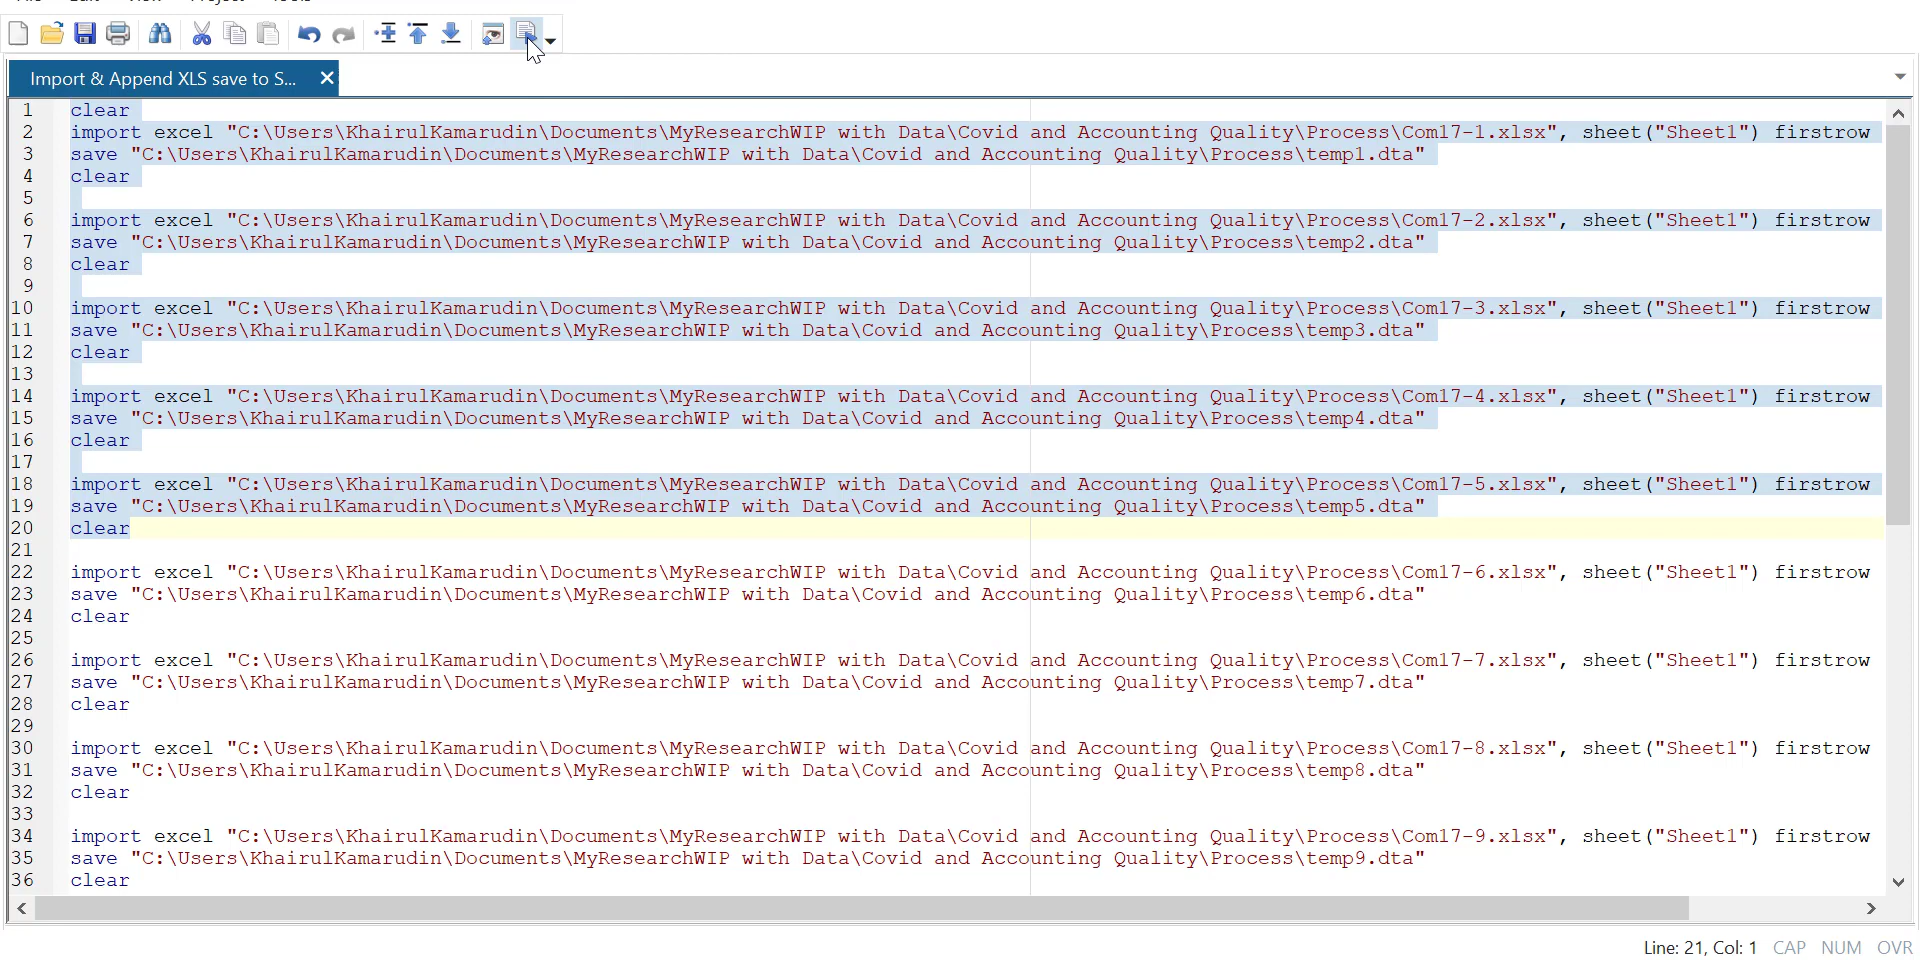 Import & Append XLS save to S...
1 clear
2 import excel "C:\Users\KhairulKamarudin\Documents\MyResearchWIP with Data\Covid and Accounting Quality\Process\Com17-1.xlsx", sheet("Sheet1") firstrow
3 save "C:\Users\KhairulKamarudin\Documents\MyResearchWIP with Data\Covid and Accounting Quality\Process\temp1.dta"
4 clear
5
6 import excel "C:\Users\KhairulKamarudin\Documents\MyResearchWIP with Data\Covid and Accounting Quality\Process\Com17-2.xlsx", sheet("Sheet1") firstrow
7 save "C:\Users\KhairulKamarudin\Documents\MyResearchWIP with Data\Covid and Accounting Quality\Process\temp2.dta"
8 clear
9
10 import excel "C:\Users\KhairulKamarudin\Documents\MyResearchWIP with Data\Covid and Accounting Quality\Process\Com17-3.xlsx", sheet("Sheet1") firstrow
11 save "C:\Users\KhairulKamarudin\Documents\MyResearchWIP with Data\Covid and Accounting Quality\Process\temp3.dta"
12 clear
13
14 import excel "C:\Users\KhairulKamarudin\Documents\MyResearchWIP with Data\Covid and Accounting Quality\Process\Com17-4.xlsx", sheet("Sheet1") firstrow
15 save "C:\Users\KhairulKamarudin\Documents\MyResearchWIP with Data\Covid and Accounting Quality\Process\temp4.dta"
16 clear
17
18 import excel "C:\Users\KhairulKamarudin\Documents\MyResearchWIP with Data\Covid and Accounting Quality\Process\Com17-5.xlsx", sheet("Sheet1") firstrow
19 save "C:\Users\KhairulKamarudin\Documents\MyResearchWIP with Data\Covid and Accounting Quality\Process\temp5.dta"
20 clear
21
22 import excel "C:\Users\KhairulKamarudin\Documents\MyResearchWIP with Data\Covid and Accounting Quality\Process\Com17-6.xlsx", sheet("Sheet1") firstrow
23 save "C:\Users\KhairulKamarudin\Documents\MyResearchWIP with Data\Covid and Accounting Quality\Process\temp6.dta"
24 clear
25
26 import excel "C:\Users\KhairulKamarudin\Documents\MyResearchWIP with Data\Covid and Accounting Quality\Process\Com17-7.xlsx", sheet("Sheet1") firstrow
27 save "C:\Users\KhairulKamarudin\Documents\MyResearchWIP with Data\Covid and Accounting Quality\Process\temp7.dta"
28 clear
29
30 import excel "C:\Users\KhairulKamarudin\Documents\MyResearchWIP with Data\Covid and Accounting Quality\Process\Com17-8.xlsx", sheet("Sheet1") firstrow
31 save "C:\Users\KhairulKamarudin\Documents\MyResearchWIP with Data\Covid and Accounting Quality\Process\temp8.dta"
32 clear
33
34 import excel "C:\Users\KhairulKamarudin\Documents\MyResearchWIP with Data\Covid and Accounting Quality\Process\Com17-9.xlsx", sheet("Sheet1") firstrow
35 save "C:\Users\KhairulKamarudin\Documents\MyResearchWIP with Data\Covid and Accounting Quality\Process\temp9.dta"
36 clear
Line: 21, Col: 1 CAP NUM OVR